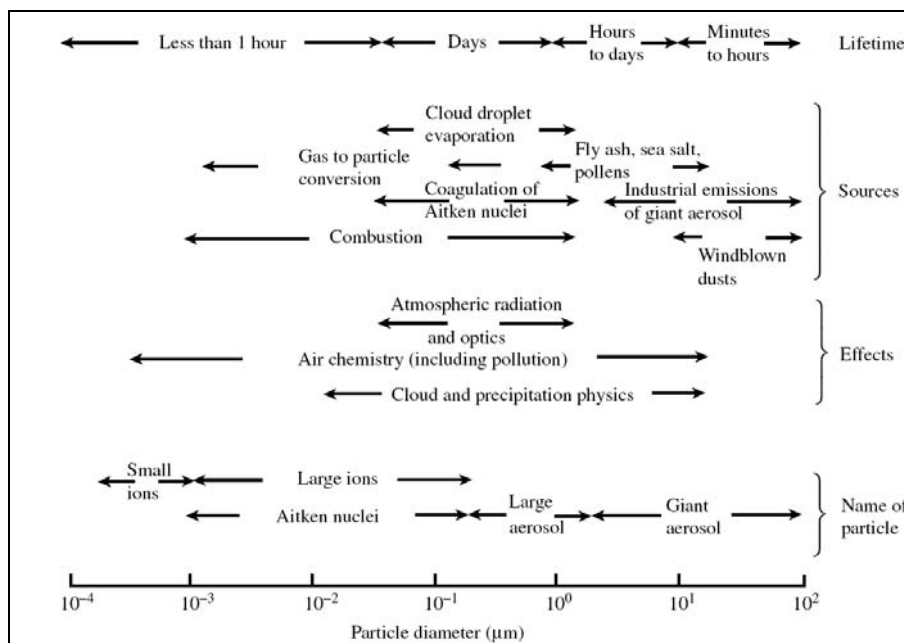 Less than 1 hour Days Hours to days Minutes to hours Lifetime
Cloud droplet
evaporation
Gas to particle
conversion
Fly ash, sea salt,
pollens
Coagulation of
Aitken nuclei
Industrial emissions
of giant aerosol
Sources
Combustion
Windblown
dusts
Atmospheric radiation
and optics
Air chemistry (including pollution)
Effects
Cloud and precipitation physics
Small
ions
Large ions
Aitken nuclei
Large
aerosol
Giant
aerosol
Name of
particle
10⁻⁴ 10⁻³ 10⁻² 10⁻¹ 10⁰ 10¹ 10²
Particle diameter (µm)